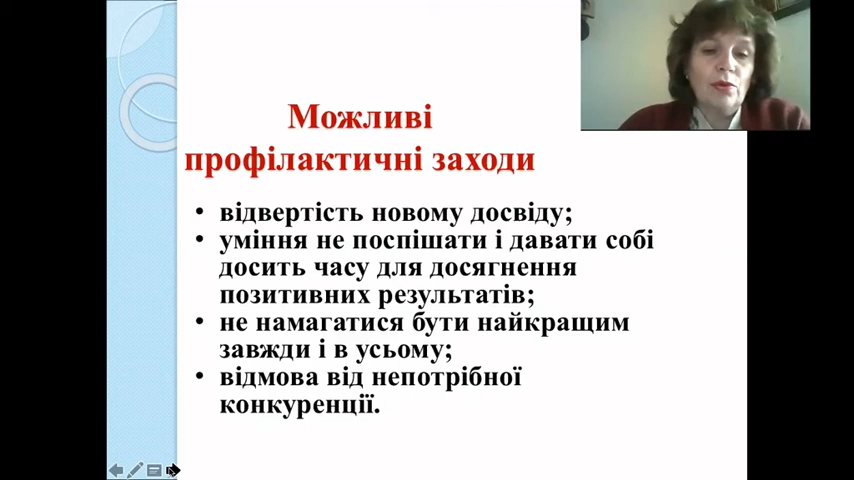 Можливі
профілактичні заходи
• відвертість новому досвіду;
• уміння не поспішати і давати собі
досить часу для досягнення
позитивних результатів;
• не намагатися бути найкращим
завжди і в усьому;
• відмова від непотрібної
конкуренції.